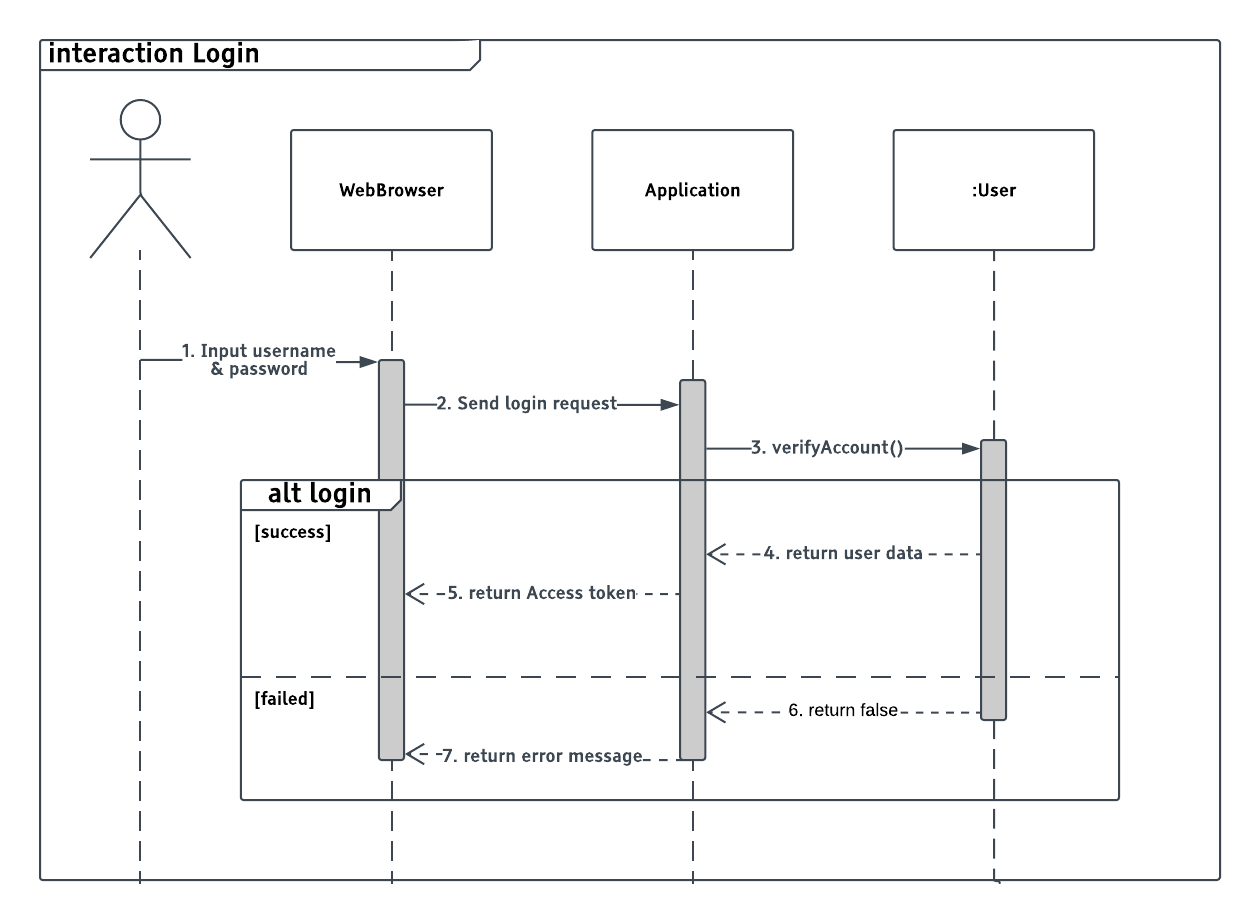 interaction Login
WebBrowser
Application
:User
1. Input username
& password
2. Send login request
3. verifyAccount()
alt login
[success]
4. return user data
5. return Access token
[failed]
6. return false
7. return error message